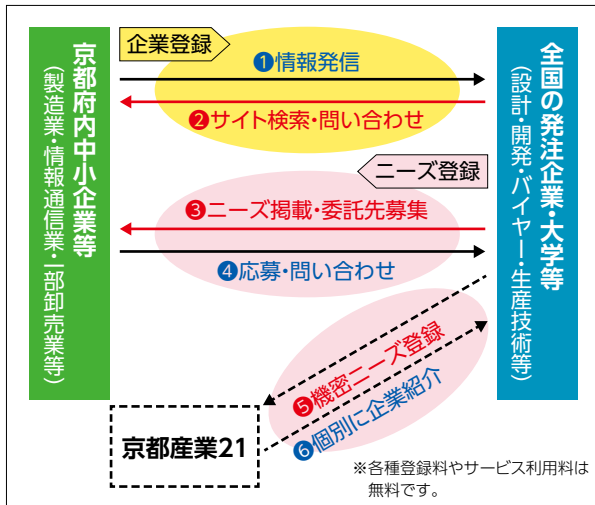 京都府内中小企業等
（製造業・情報通信業・一部卸売業等）
企業登録
❶情報発信
❷サイト検索・問い合わせ
ニーズ登録
❸ニーズ掲載・委託先募集
❹応募・問い合わせ
❺機密ニーズ登録
❻個別に企業紹介
全国の発注企業・大学等
（設計・開発・バイヤー・生産技術等）
京都産業21
※各種登録料やサービス利用料は
無料です。